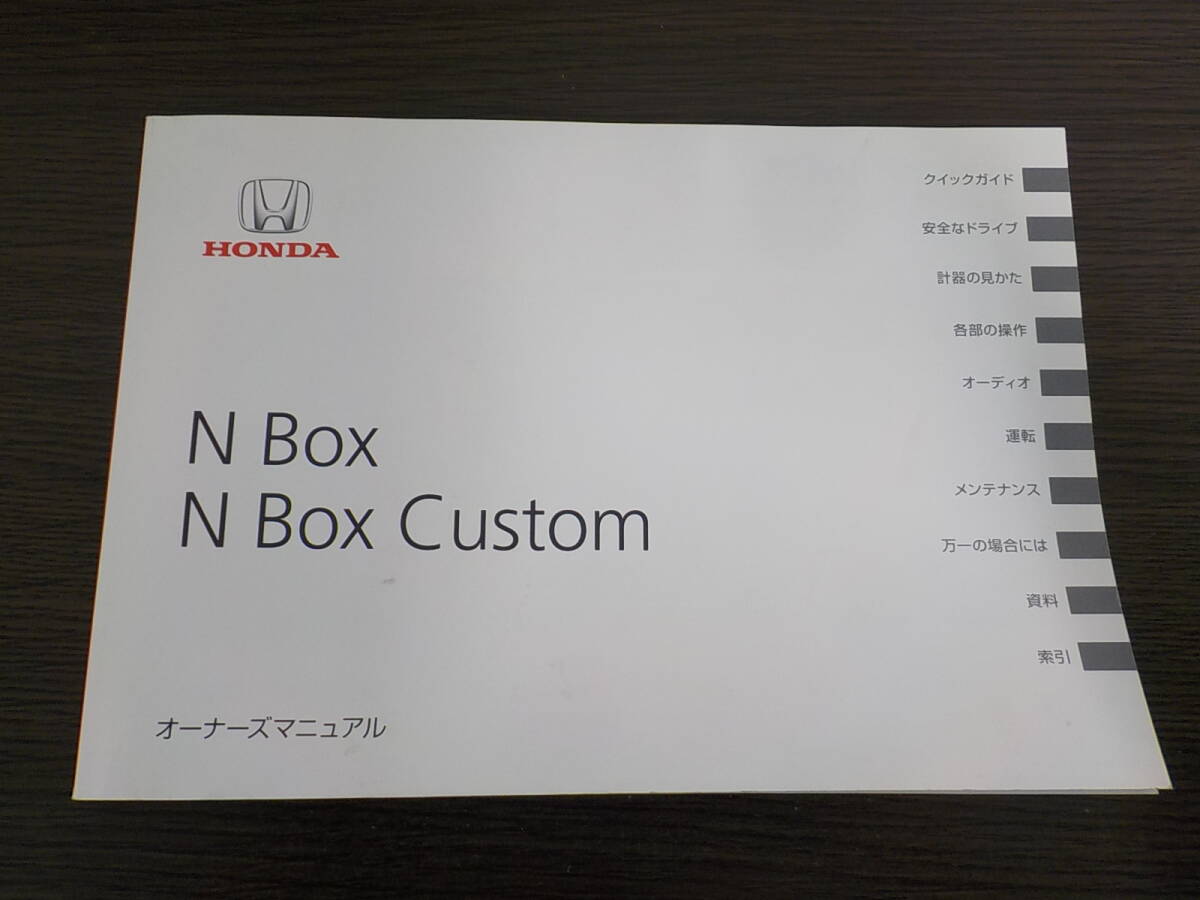 HONDA
N Box
N Box Custom
オーナーズマニュアル
クイックガイド
安全なドライブ
計器の見かた
各部の操作
オーディオ
運転
メンテナンス
万一の場合には
資料
索引